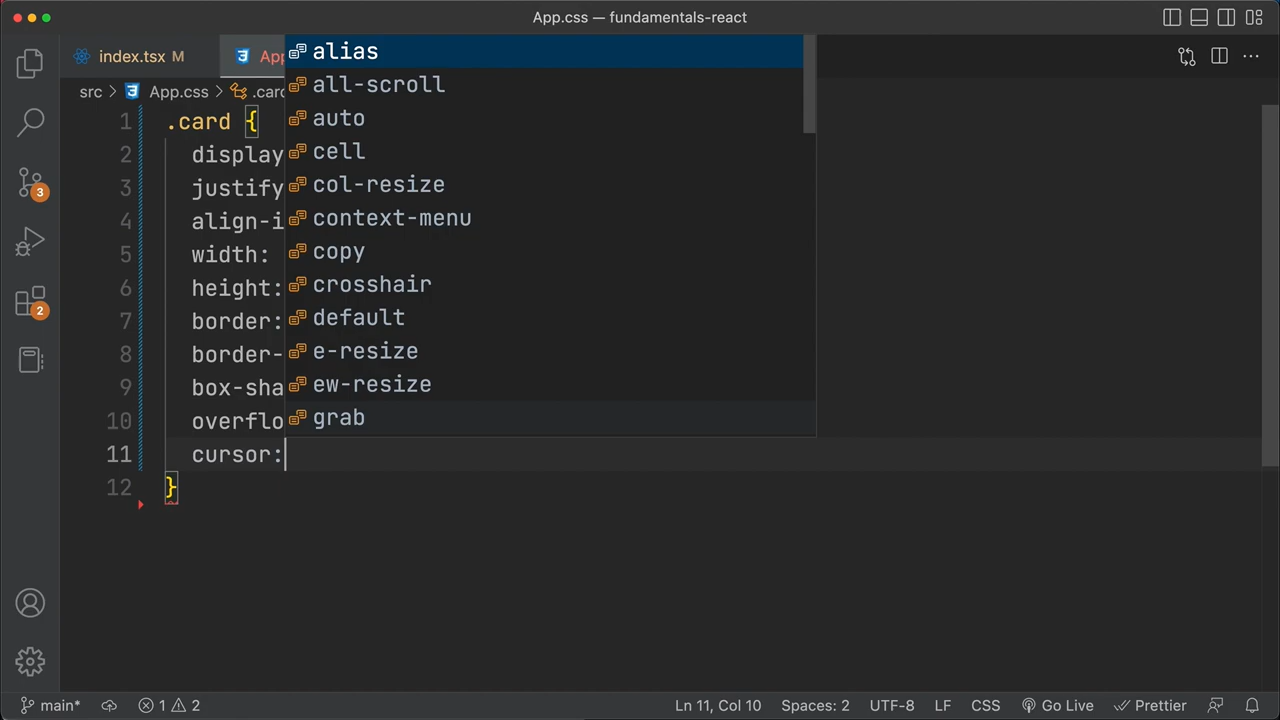 App.css — fundamentals-react
index.tsx M
App
src > App.css > .card
1 .card {
2 display
3 justify
4 align-i
5 width:
6 height:
7 border:
8 border-
9 box-sha
10 overflo
11 cursor:
12 }
alias
all-scroll
auto
cell
col-resize
context-menu
copy
crosshair
default
e-resize
ew-resize
grab
3
2
main* 1 2 Ln 11, Col 10 Spaces: 2 UTF-8 LF CSS Go Live Prettier